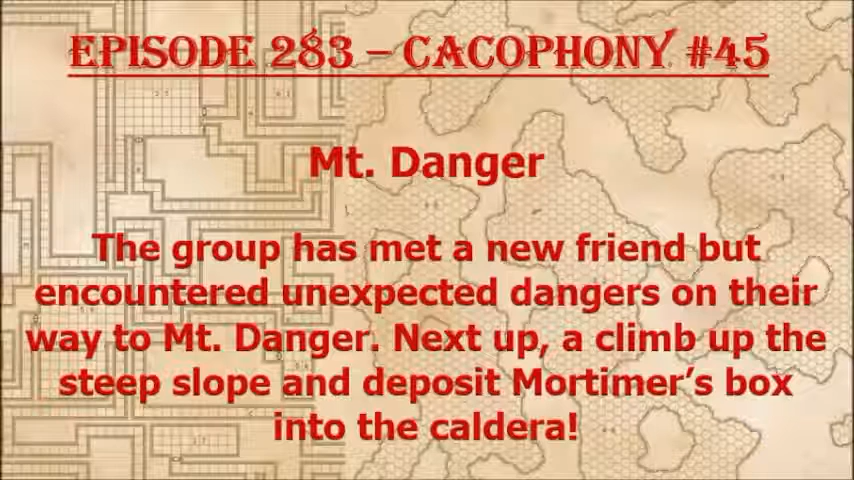 EPISODE 283 – CACOPHONY #45
Mt. Danger
The group has met a new friend but
encountered unexpected dangers on their
way to Mt. Danger. Next up, a climb up the
steep slope and deposit Mortimer’s box
into the caldera!